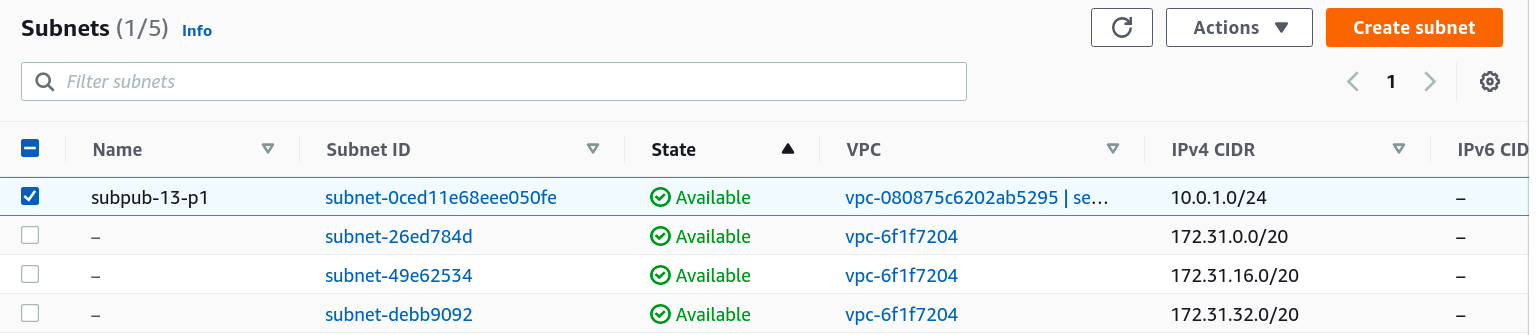 Subnets (1/5) Info
Actions
Create subnet
Filter subnets
1
Name Subnet ID State VPC IPv4 CIDR IPv6 CID
subpub-13-p1 subnet-0ced11e68eee050fe Available vpc-080875c6202ab5295 | se... 10.0.1.0/24 –
– subnet-26ed784d Available vpc-6f1f7204 172.31.0.0/20 –
– subnet-49e62534 Available vpc-6f1f7204 172.31.16.0/20 –
– subnet-debb9092 Available vpc-6f1f7204 172.31.32.0/20 –